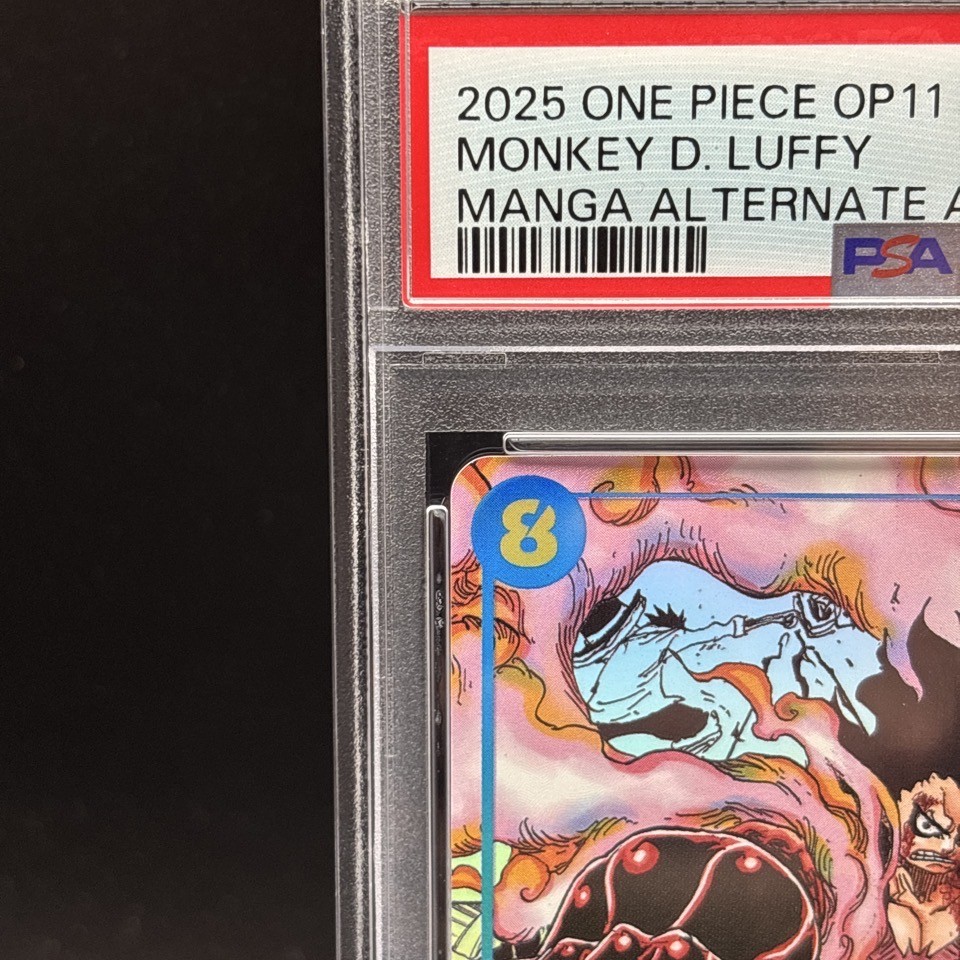 2025 ONE PIECE OP11
MONKEY D. LUFFY
MANGA ALTERNATE A
PSA
8